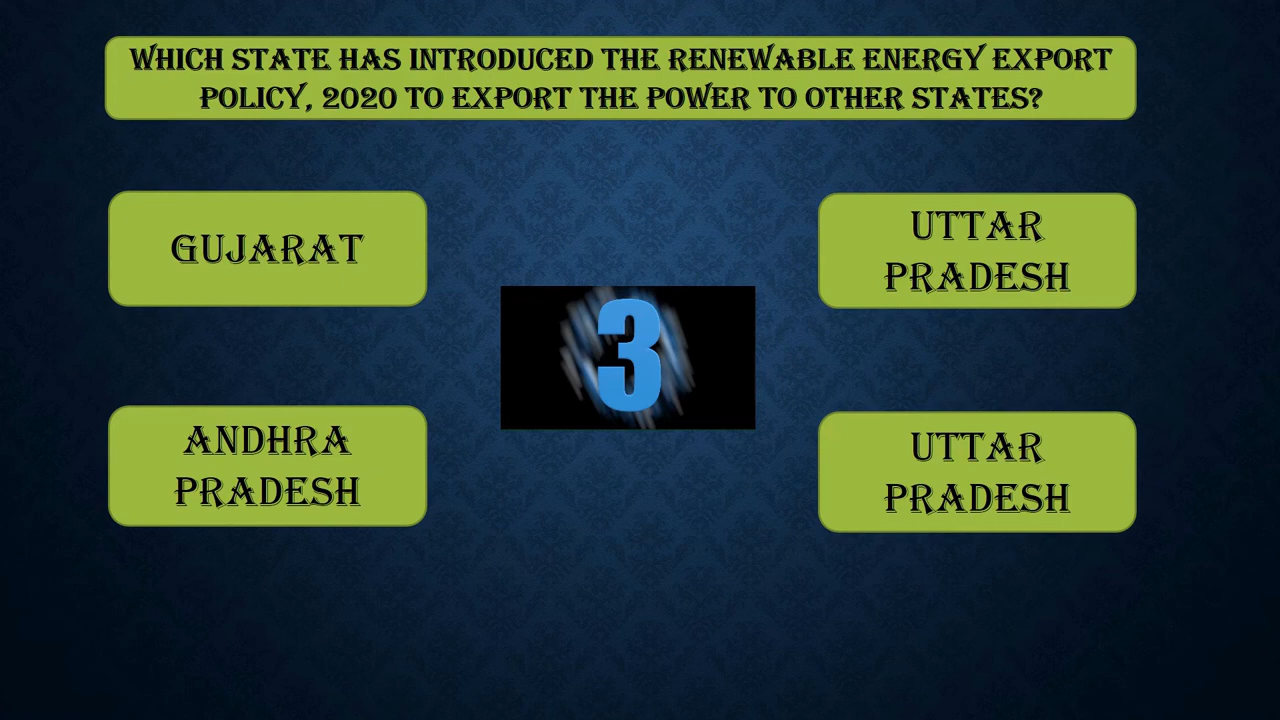 WHICH STATE HAS INTRODUCED THE RENEWABLE ENERGY EXPORT
POLICY, 2020 TO EXPORT THE POWER TO OTHER STATES?
GUJARAT
UTTAR
PRADESH
3
ANDHRA
PRADESH
UTTAR
PRADESH